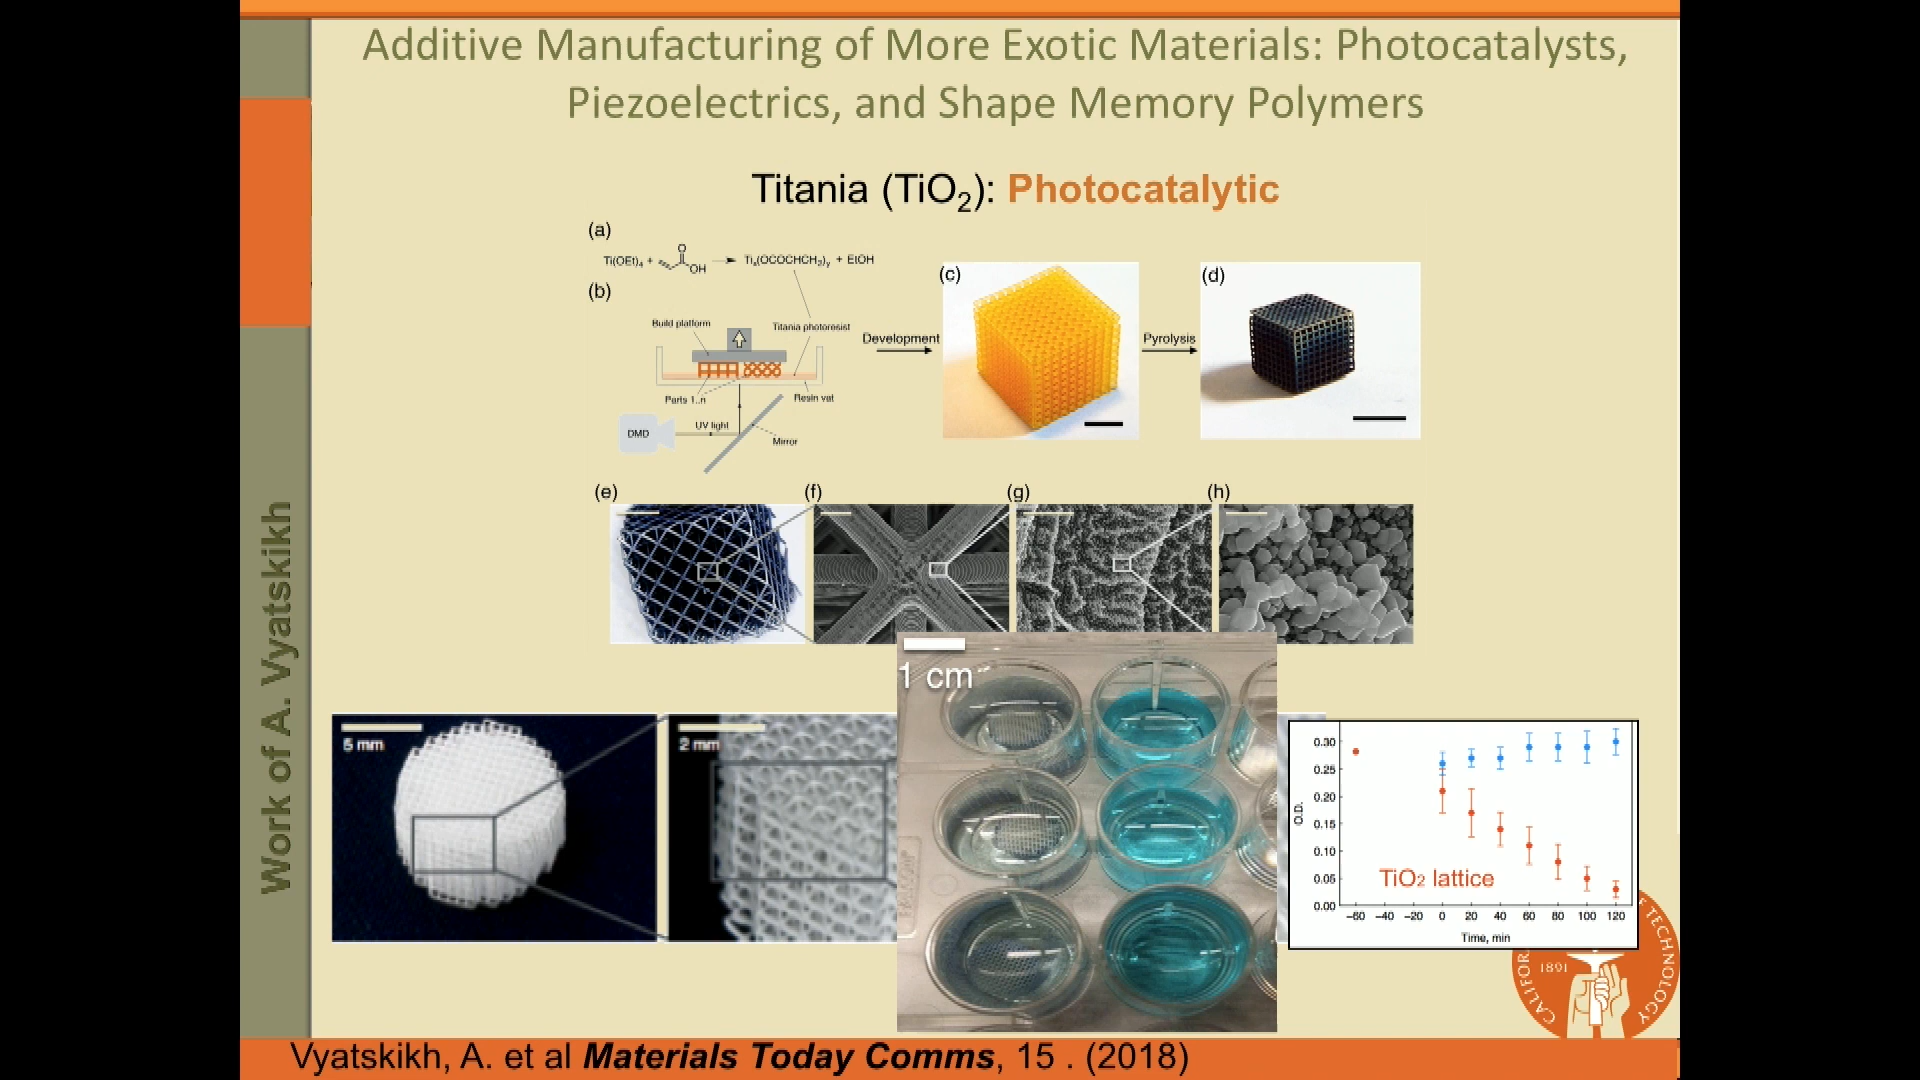 Additive Manufacturing of More Exotic Materials: Photocatalysts,
Piezoelectrics, and Shape Memory Polymers
Titania (TiO2): Photocatalytic
(a)
Ti(OEt)4 + O OH Tix(OCOCHCH2)y + EtOH
(b)
Build platform
Titania photoresist
Parts 1..n
Resin vat
DMD
UV light
Mirror
Development
(c)
Pyrolysis
(d)
(e)
(f)
(g)
(h)
Work of A. Vyatskikh
5 mm
2 mm
1 cm
O.D.
0.30
0.25
0.20
0.15
0.10
0.05
0.00
TiO2 lattice
−60 −40 −20 0 20 40 60 80 100 120
Time, min
CALIFOR
E TECHNOLOGY
1891
Vyatskikh, A. et al Materials Today Comms, 15 . (2018)